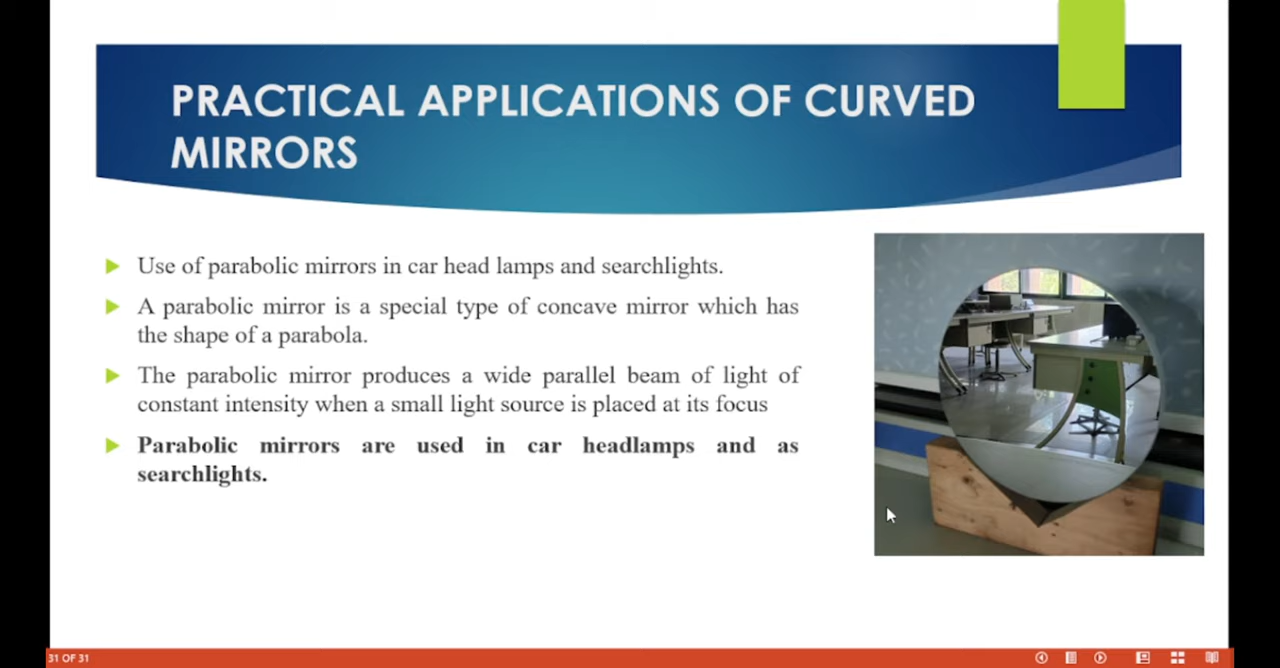 PRACTICAL APPLICATIONS OF CURVED
MIRRORS
Use of parabolic mirrors in car head lamps and searchlights.
A parabolic mirror is a special type of concave mirror which has
the shape of a parabola.
The parabolic mirror produces a wide parallel beam of light of
constant intensity when a small light source is placed at its focus
Parabolic mirrors are used in car headlamps and as
searchlights.
31 OF 31